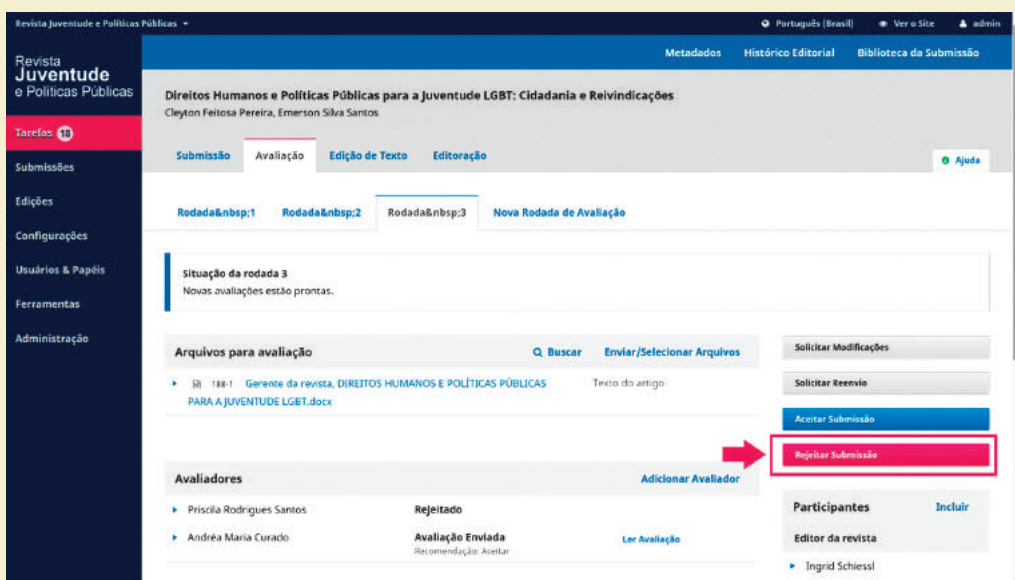 Revista Juventude e Políticas Públicas
Português (Brasil)
Ver o Site
admin
Revista
Juventude
e Políticas Públicas
Metadados
Histórico Editorial
Biblioteca da Submissão
Direitos Humanos e Políticas Públicas para a Juventude LGBT: Cidadania e Reivindicações
Cleyton Feitosa Pereira, Emerson Silva Santos
Tarefas 18
Submissões
Edições
Configurações
Usuários & Papéis
Ferramentas
Administração
Submissão
Avaliação
Edição de Texto
Editoração
Ajuda
Rodada&nbsp;1
Rodada&nbsp;2
Rodada&nbsp;3
Nova Rodada de Avaliação
Situação da rodada 3
Novas avaliações estão prontas.
Arquivos para avaliação
Buscar
Enviar/Selecionar Arquivos
188-1 Gerente da revista, DIREITOS HUMANOS E POLÍTICAS PÚBLICAS
PARA A JUVENTUDE LGBT.docx
Texto do artigo
Solicitar Modificações
Solicitar Reenvio
Aceitar Submissão
Rejeitar Submissão
Avaliadores
Adicionar Avaliador
Priscila Rodrigues Santos
Rejeitado
Andréa Maria Curado
Avaliação Enviada
Recomendação: Aceitar
Ler Avaliação
Participantes
Incluir
Editor da revista
Ingrid Schiessl